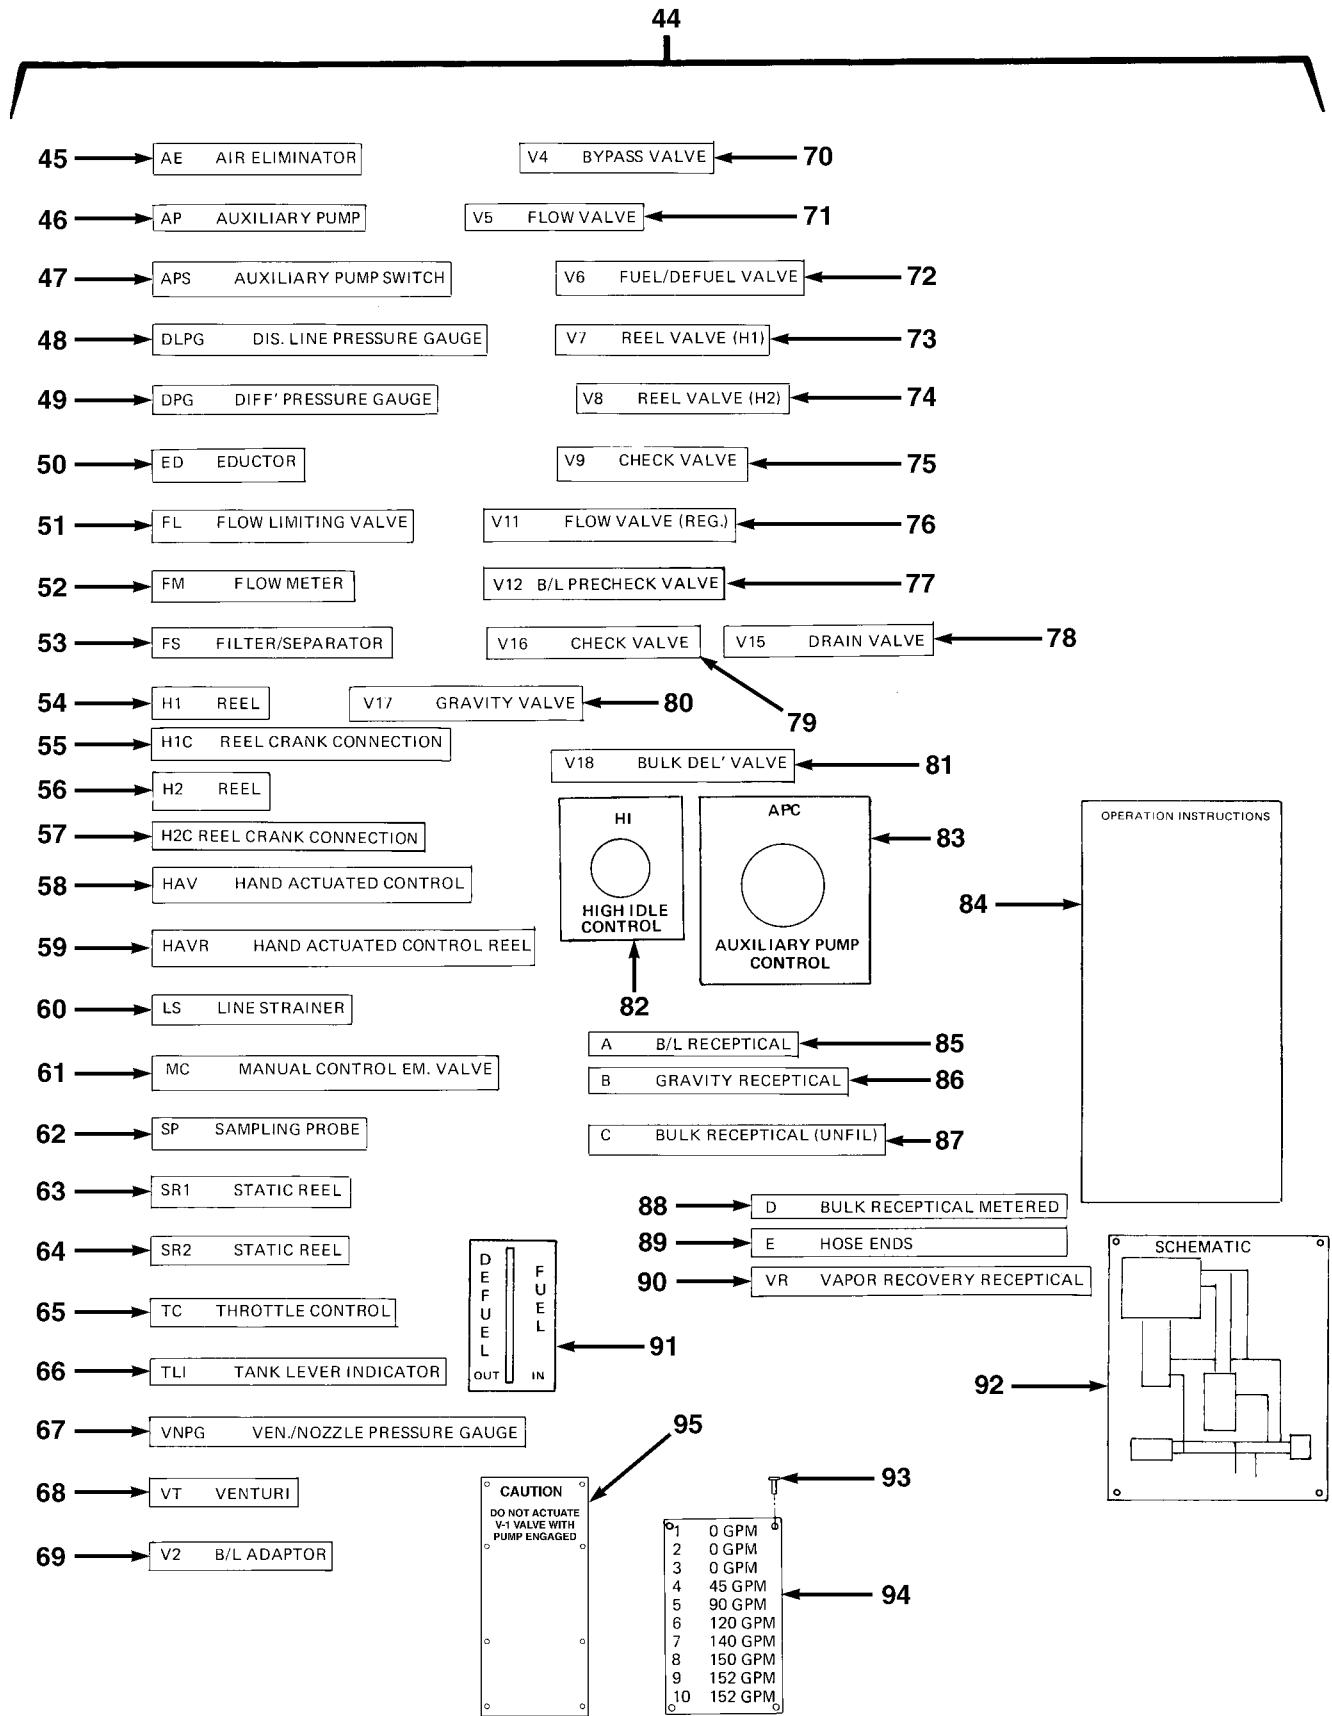 44
45 AE AIR ELIMINATOR
V4 BYPASS VALVE 70
46 AP AUXILIARY PUMP
V5 FLOW VALVE 71
47 APS AUXILIARY PUMP SWITCH
V6 FUEL/DEFUEL VALVE 72
48 DLPG DIS. LINE PRESSURE GAUGE
V7 REEL VALVE (H1) 73
49 DPG DIFF' PRESSURE GAUGE
V8 REEL VALVE (H2) 74
50 ED EDUCTOR
V9 CHECK VALVE 75
51 FL FLOW LIMITING VALVE
V11 FLOW VALVE (REG.) 76
52 FM FLOW METER
V12 B/L PRECHECK VALVE 77
53 FS FILTER/SEPARATOR
V16 CHECK VALVE 79
V15 DRAIN VALVE 78
54 H1 REEL
V17 GRAVITY VALVE 80
55 H1C REEL CRANK CONNECTION
V18 BULK DEL' VALVE 81
56 H2 REEL
57 H2C REEL CRANK CONNECTION
58 HAV HAND ACTUATED CONTROL
59 HAVR HAND ACTUATED CONTROL REEL
60 LS LINE STRAINER
61 MC MANUAL CONTROL EM. VALVE
62 SP SAMPLING PROBE
63 SR1 STATIC REEL
64 SR2 STATIC REEL
65 TC THROTTLE CONTROL
66 TLI TANK LEVER INDICATOR
67 VNPG VEN./NOZZLE PRESSURE GAUGE
68 VT VENTURI
69 V2 B/L ADAPTOR
HI
HIGH IDLE
CONTROL
82
APC
AUXILIARY PUMP
CONTROL
83
OPERATION INSTRUCTIONS
84
A B/L RECEPTICAL 85
B GRAVITY RECEPTICAL 86
C BULK RECEPTICAL (UNFIL) 87
88 D BULK RECEPTICAL METERED
89 E HOSE ENDS
90 VR VAPOR RECOVERY RECEPTICAL
DEFUEL
FUEL
OUT IN
91
SCHEMATIC
92
95
CAUTION
DO NOT ACTUATE
V-1 VALVE WITH
PUMP ENGAGED
93
1 0 GPM
2 0 GPM
3 0 GPM
4 45 GPM
5 90 GPM
6 120 GPM
7 140 GPM
8 150 GPM
9 152 GPM
10 152 GPM
94